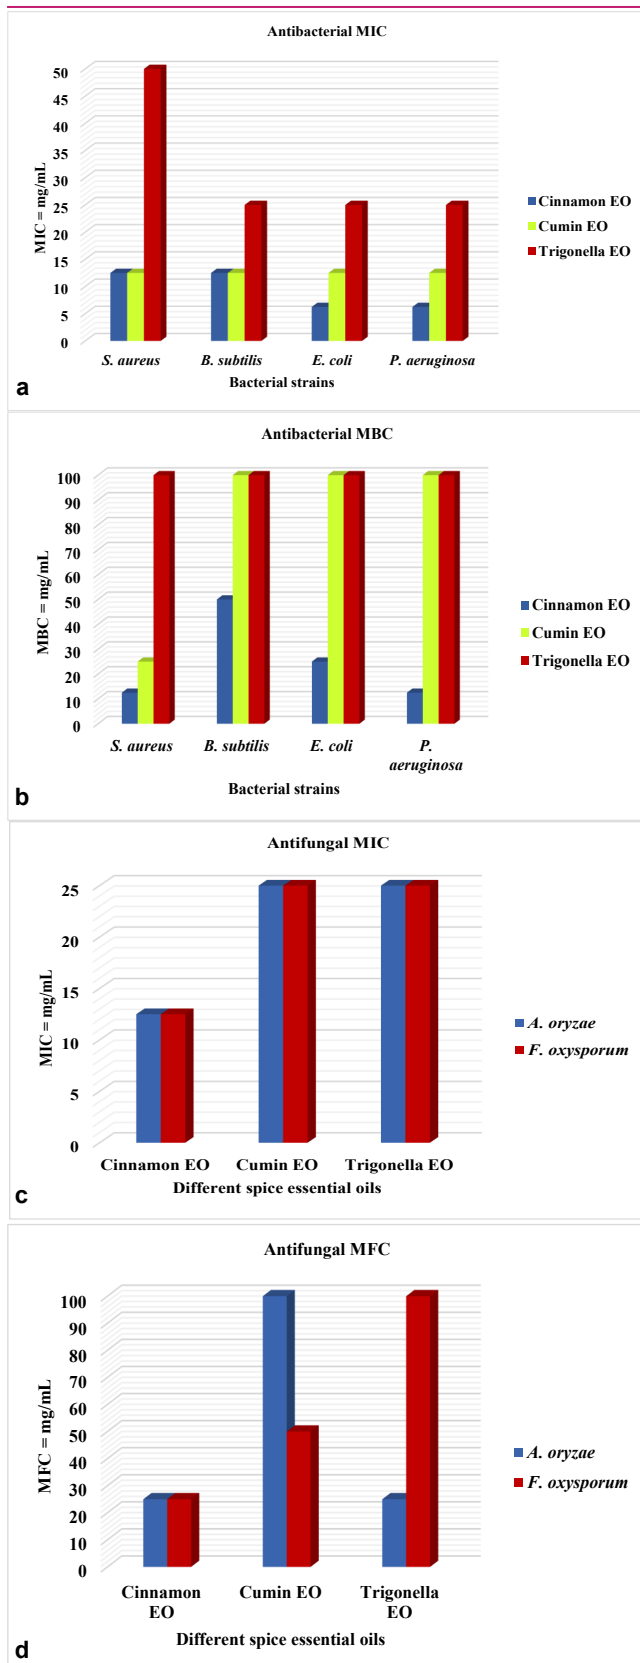 Antibacterial MIC
50
45
40
35
30
25
20
15
10
5
0
MIC = mg/mL
Cinnamon EO
Cumin EO
Trigonella EO
S. aureus B. subtilis E. coli P. aeruginosa
Bacterial strains
a
Antibacterial MBC
100
90
80
70
60
50
40
30
20
10
0
MBC = mg/mL
Cinnamon EO
Cumin EO
Trigonella EO
S. aureus B. subtilis E. coli P.
aeruginosa
Bacterial strains
b
Antifungal MIC
25
20
15
10
5
0
MIC = mg/mL
A. oryzae
F. oxysporum
Cinnamon EO Cumin EO Trigonella EO
Different spice essential oils
c
Antifungal MFC
100
90
80
70
60
50
40
30
20
10
0
MFC = mg/mL
A. oryzae
F. oxysporum
Cinnamon Cumin EO Trigonella
EO EO
Different spice essential oils
d